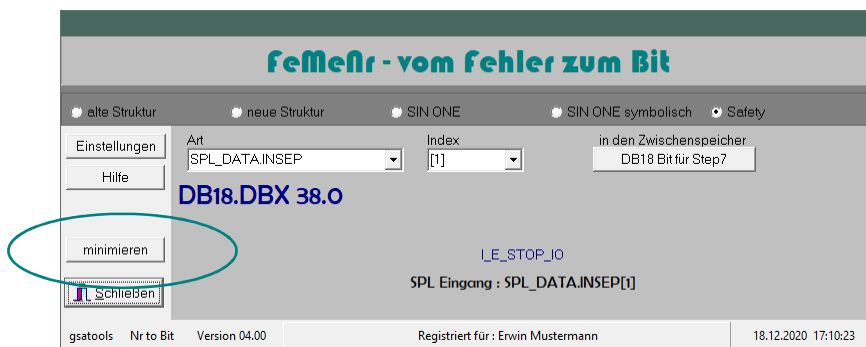 FeMeNr - vom Fehler zum Bit
alte Struktur neue Struktur SIN ONE SIN ONE symbolisch Safety
Einstellungen Art Index in den Zwischenspeicher
SPL_DATA.INSEP [1] DB18 Bit für Step7
Hilfe
DB18.DBX 38.0
minimieren
I_E_STOP_IO
SPL Eingang : SPL_DATA.INSEP[1]
Schließen
gsatools Nr to Bit Version 04.00 Registriert für : Erwin Mustermann 18.12.2020 17:10:23